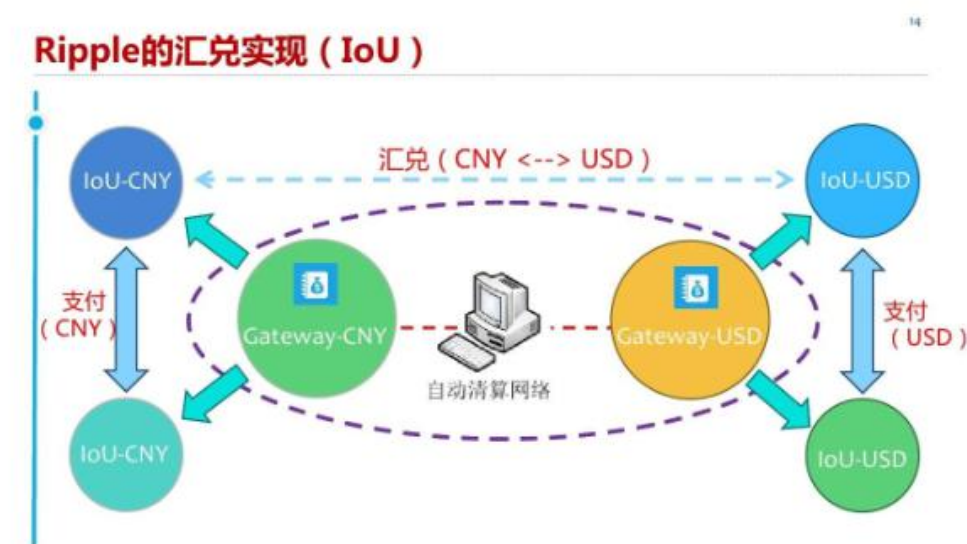 14
Ripple的汇兑实现（IoU）
汇兑（CNY <--> USD）
IoU-CNY
IoU-USD
支付
（CNY）
Gateway-CNY
Gateway-USD
支付
（USD）
自动清算网络
IoU-CNY
IoU-USD